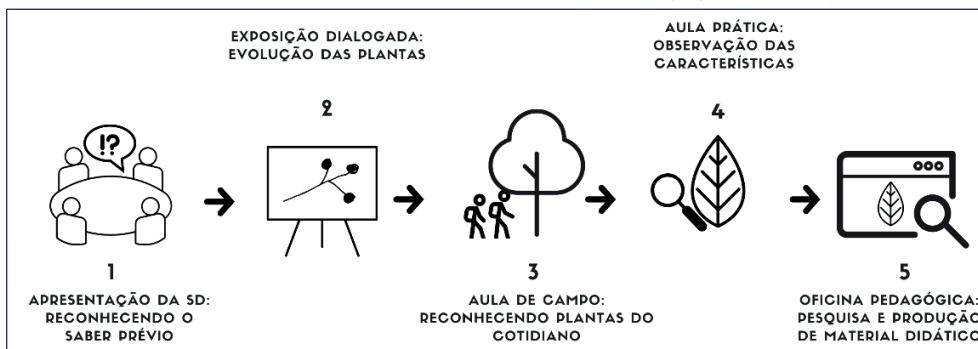 EXPOSIÇÃO DIALOGADA:
EVOLUÇÃO DAS PLANTAS
2
AULA PRÁTICA:
OBSERVAÇÃO DAS
CARACTERÍSTICAS
4
!?
1
APRESENTAÇÃO DA SD:
RECONHECENDO O
SABER PRÉVIO
3
AULA DE CAMPO:
RECONHECENDO PLANTAS DO
COTIDIANO
5
OFICINA PEDAGÓGICA:
PESQUISA E PRODUÇÃO
DE MATERIAL DIDÁTICO